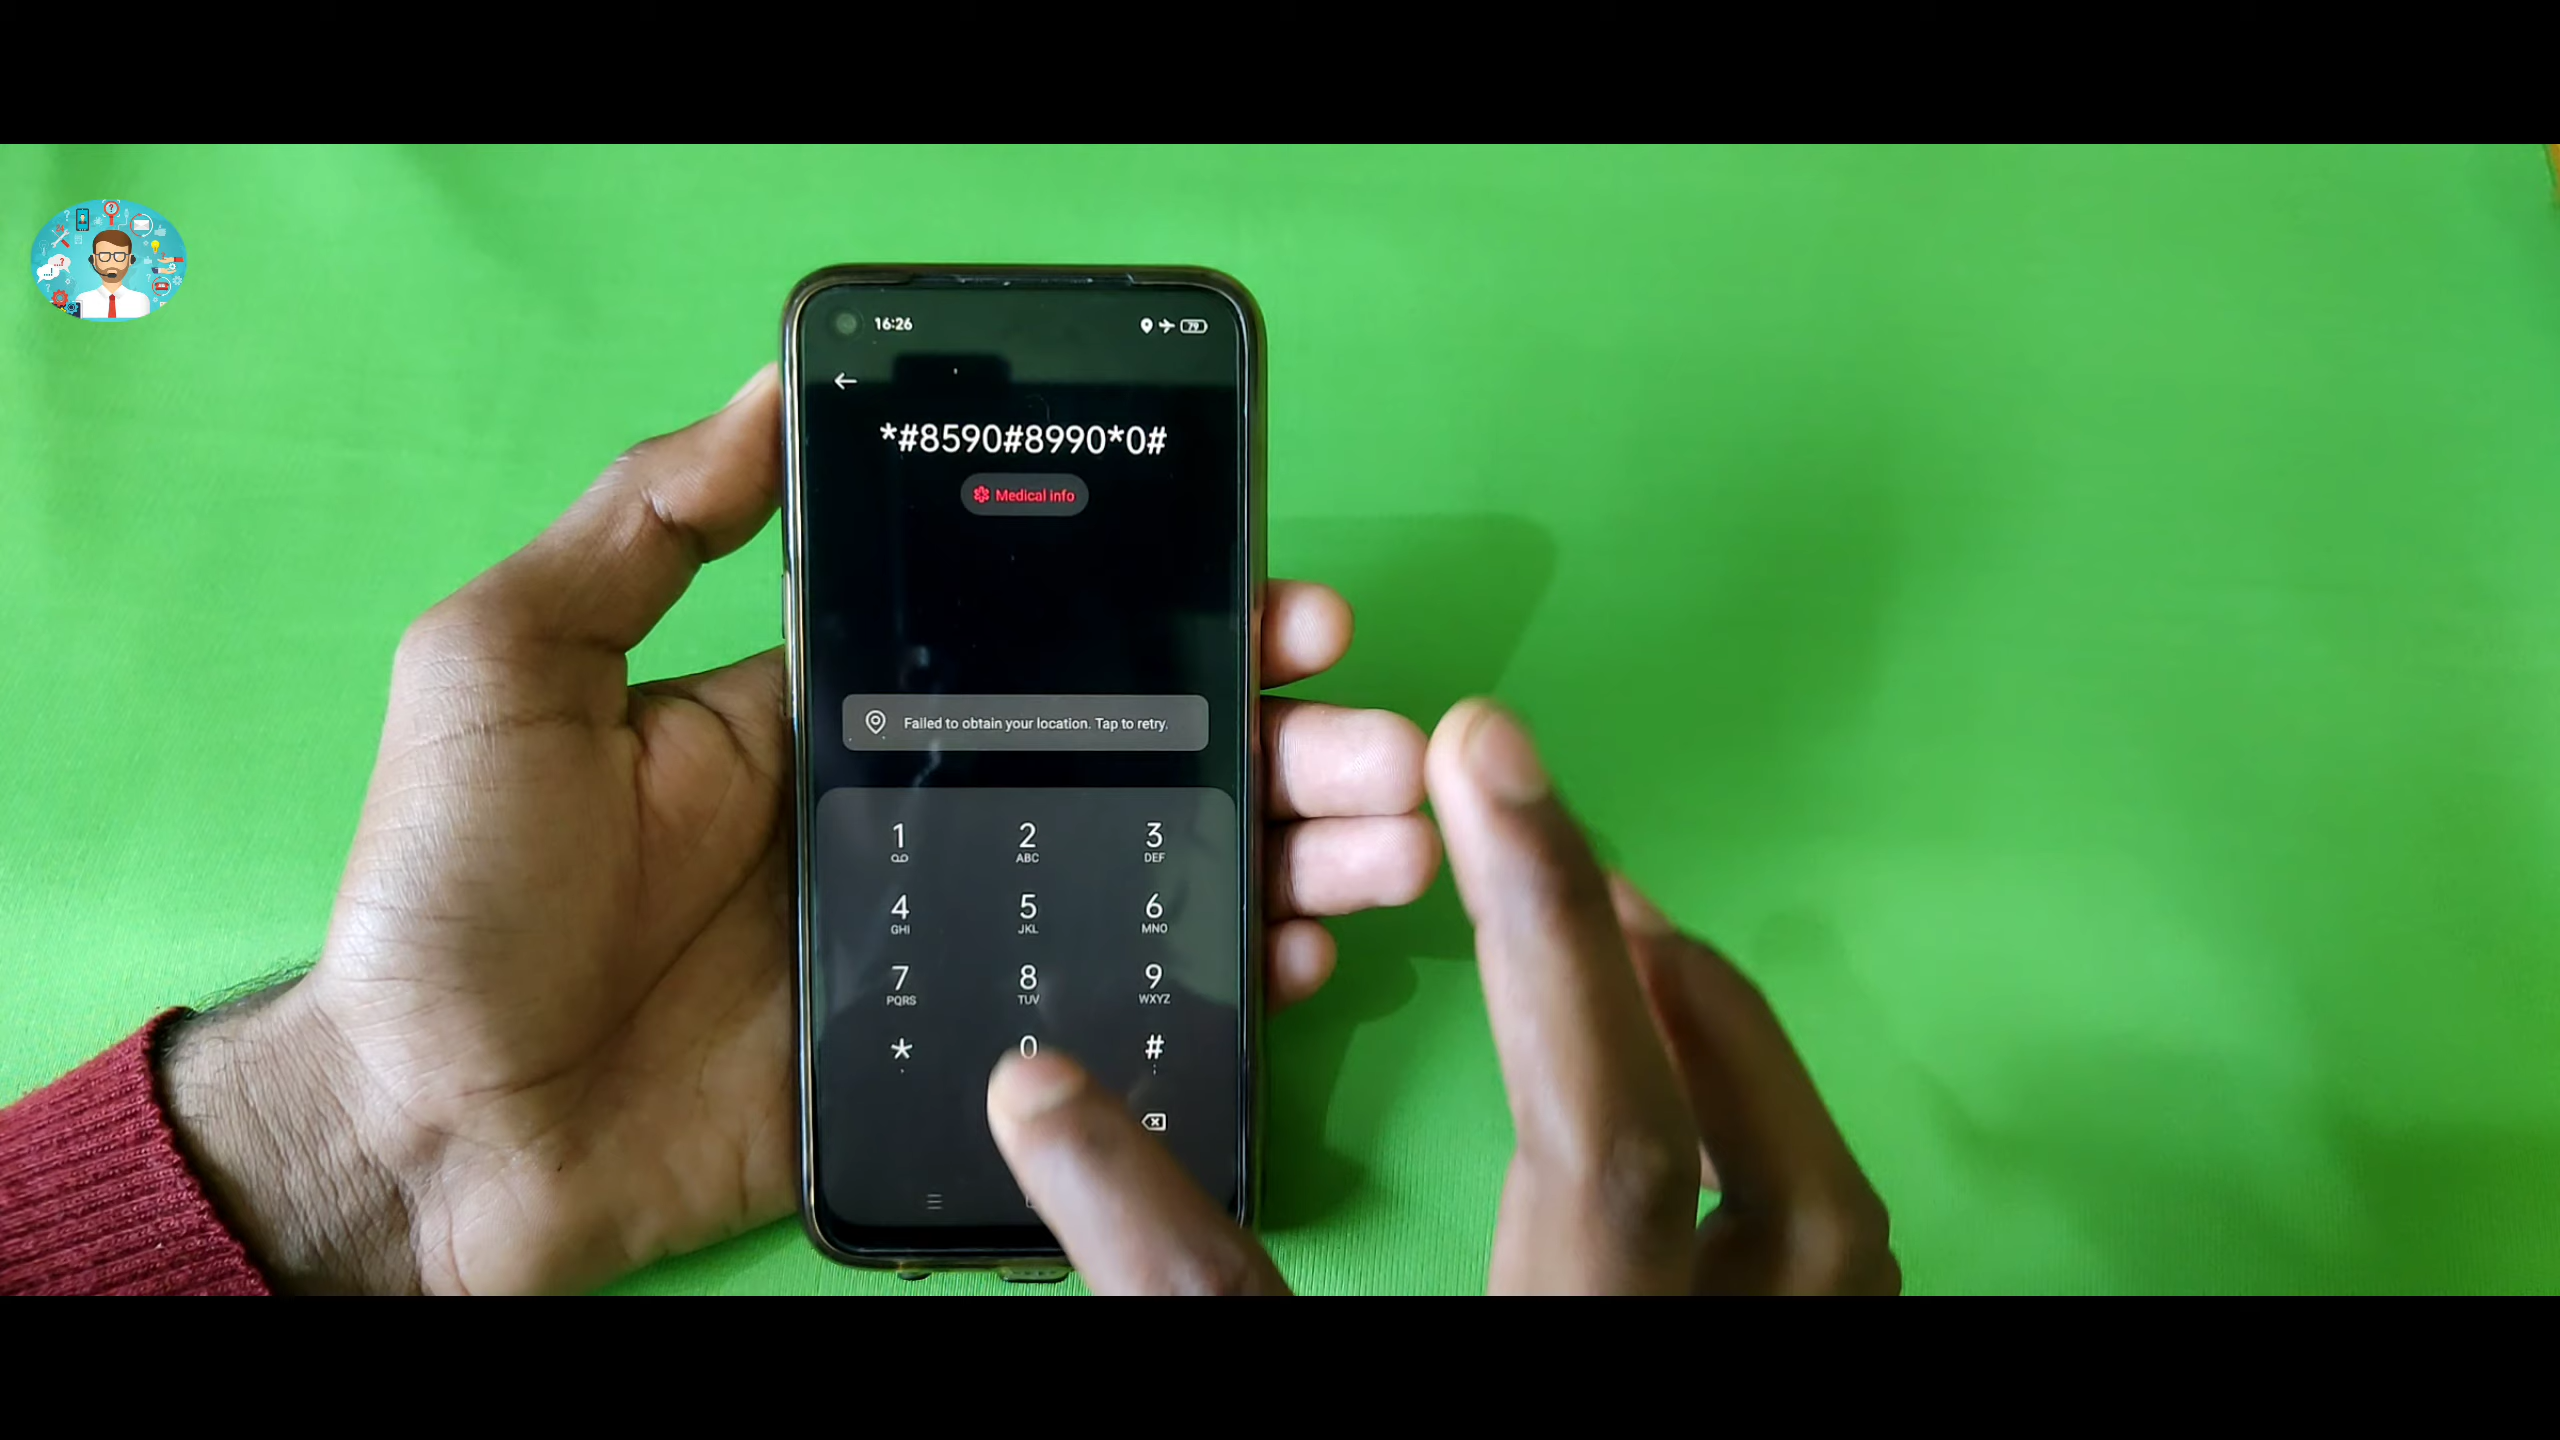 16:26
79
*#8590#8990*0#
Medical info
Failed to obtain your location. Tap to retry.
1 2 3
ABC DEF
4 5 6
GHI JKL MNO
7 8 9
PQRS TUV WXYZ
* 0 #